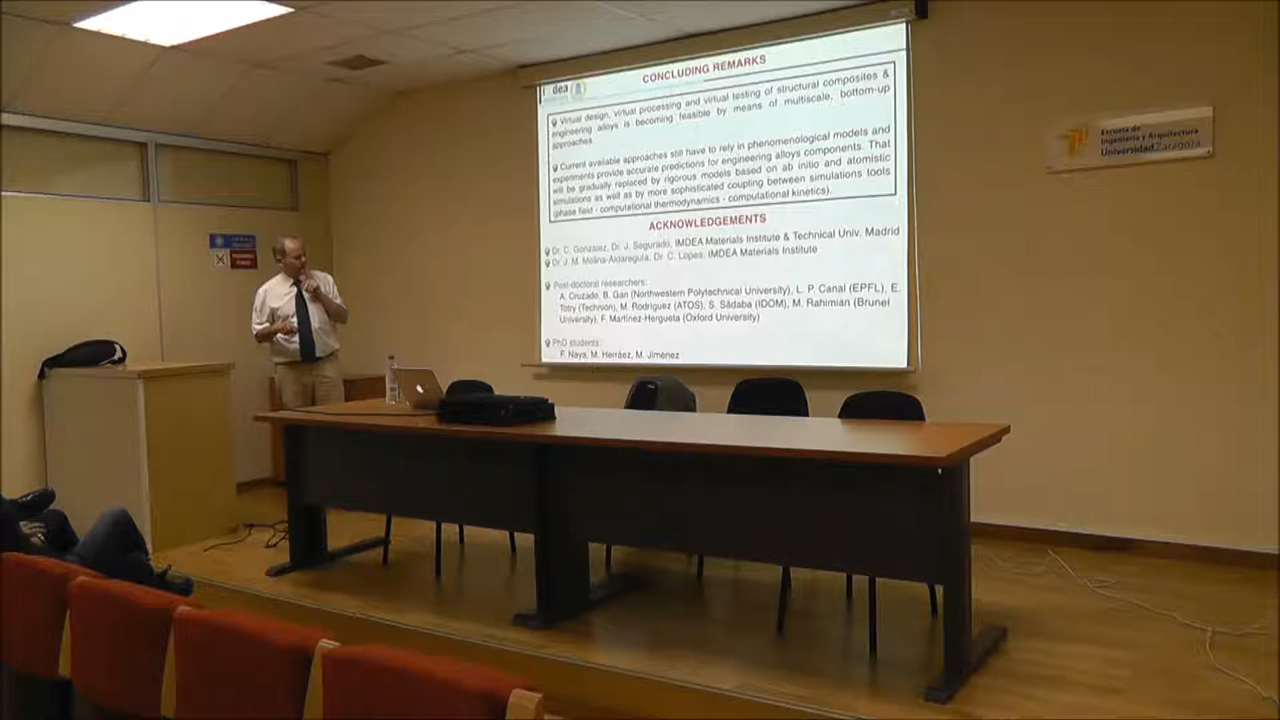 i dea
CONCLUDING REMARKS
Virtual design, virtual processing and virtual testing of structural composites &
engineering alloys is becoming feasible by means of multiscale, bottom-up
approaches
Current available approaches still have to rely in phenomenological models and
experiments provide accurate predictions for engineering alloys components. That
will be gradually replaced by rigorous models based on ab initio and atomistic
simulations as well as by more sophisticated coupling between simulations tools
(phase field - computational thermodynamics - computational kinetics).
ACKNOWLEDGEMENTS
Dr. C. González, Dr. J. Segurado, IMDEA Materials Institute & Technical Univ. Madrid
Dr. J. M. Molina-Aldareguía, Dr. C. Lopes, IMDEA Materials Institute
Post-doctoral researchers:
A. Cruzado, B. Gan (Northwestern Polytechnical University), L. P. Canal (EPFL), E.
Totry (Technion), M. Rodríguez (ATOS), S. Sádaba (IDOM), M. Rahimian (Brunel
University), F. Martínez-Hergueta (Oxford University)
PhD students:
F. Naya, M. Herráez, M. Jiménez
Escuela de
Ingeniería y Arquitectura
Universidad Zaragoza